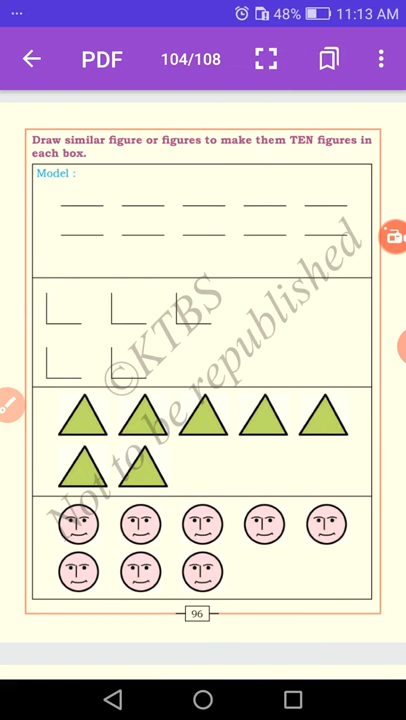 48% 11:13 AM
PDF 104/108
Draw similar figure or figures to make them TEN figures in
each box.
Model :
©KTBS
Not to be republished
96